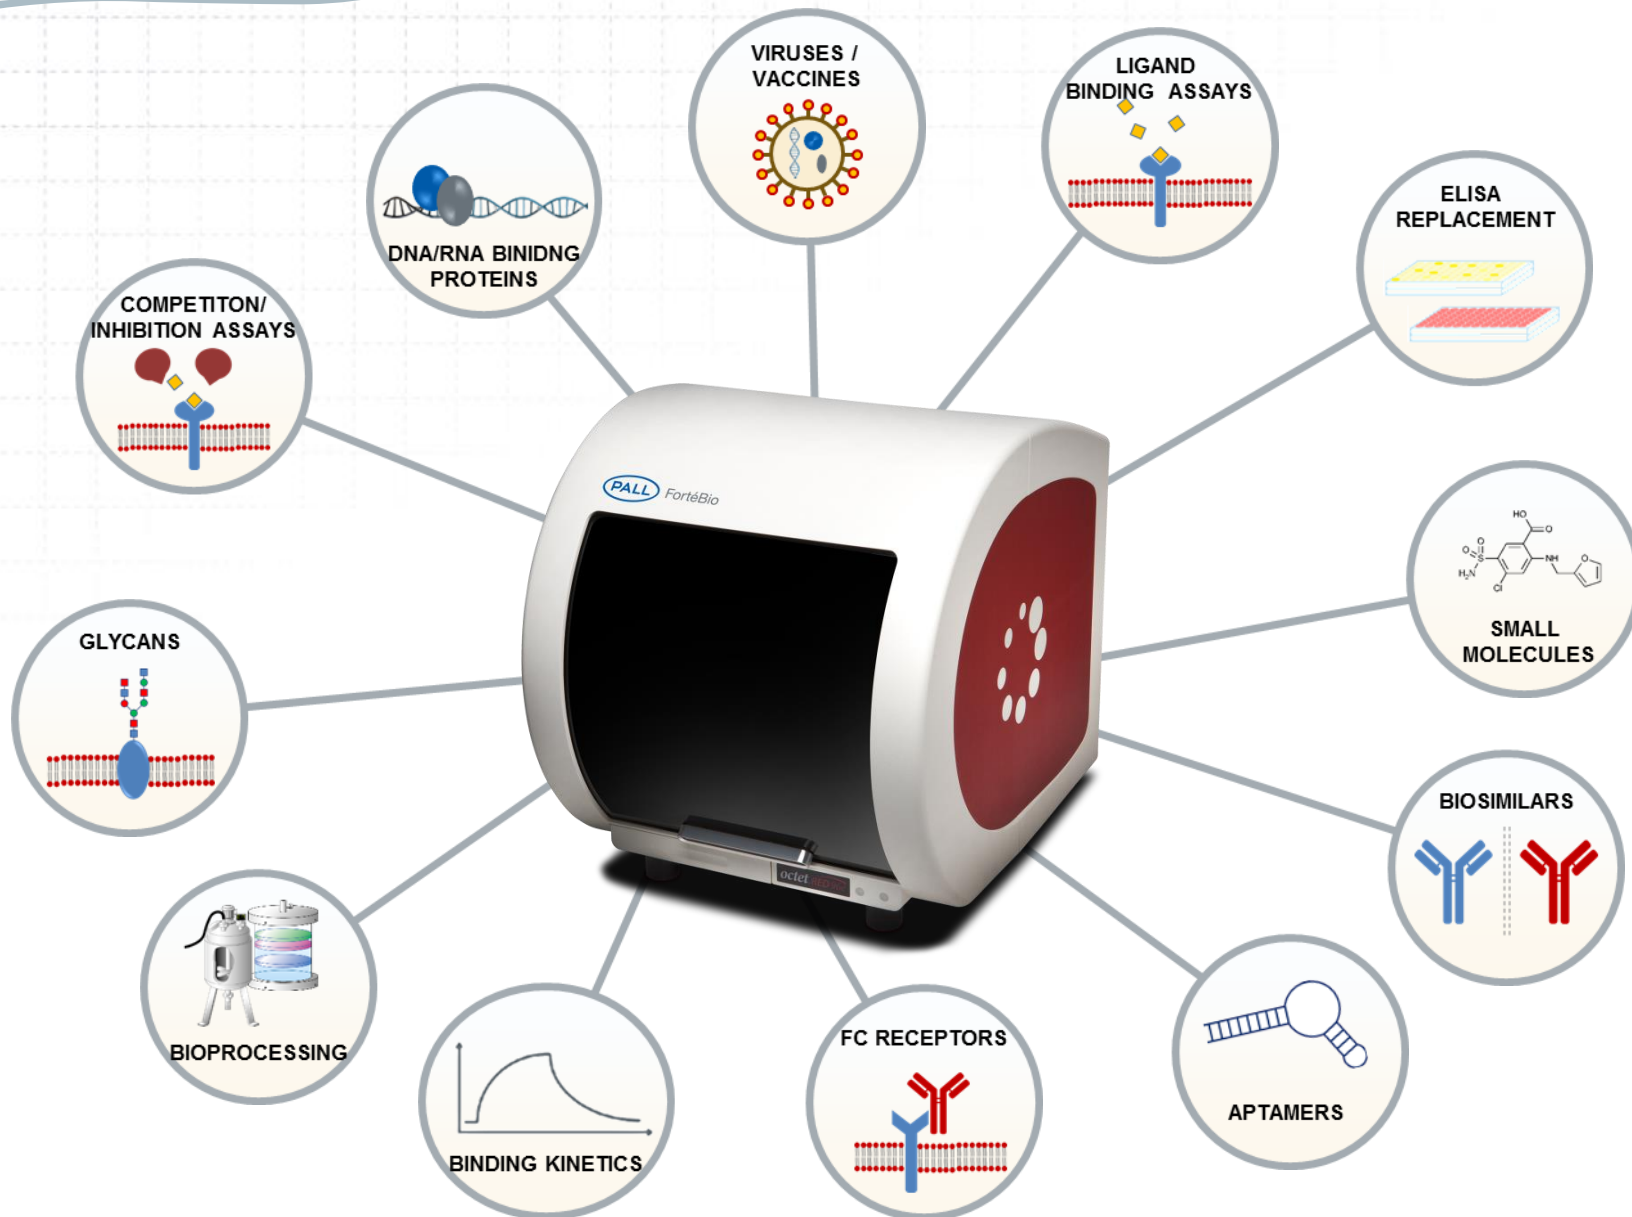 VIRUSES /
VACCINES
LIGAND
BINDING ASSAYS
DNA/RNA BINIDNG
PROTEINS
ELISA
REPLACEMENT
COMPETITON/
INHIBITION ASSAYS
PALL FortéBio
HO
O
O
O
S
NH
O
H₂N
Cl
SMALL
MOLECULES
GLYCANS
BIOSIMILARS
octet
BIOPROCESSING
FC RECEPTORS
APTAMERS
BINDING KINETICS